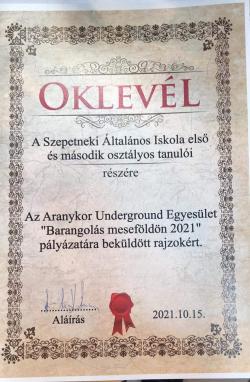 OKLEVÉL
A Szepetneki Általános Iskola első
és második osztályos tanulói
részére
Az Aranykor Underground Egyesület
"Barangolás meseföldön 2021"
pályázatára beküldött rajzokért.
Aláírás
2021.10.15.